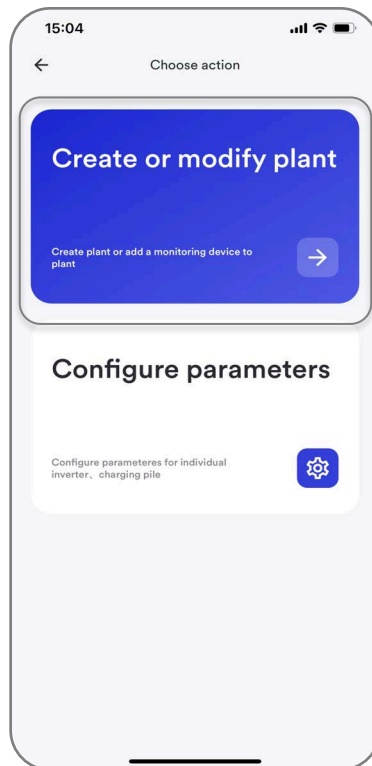 15:04
Choose action
Create or modify plant
Create plant or add a monitoring device to
plant
Configure parameters
Configure parameteres for individual
inverter、charging pile